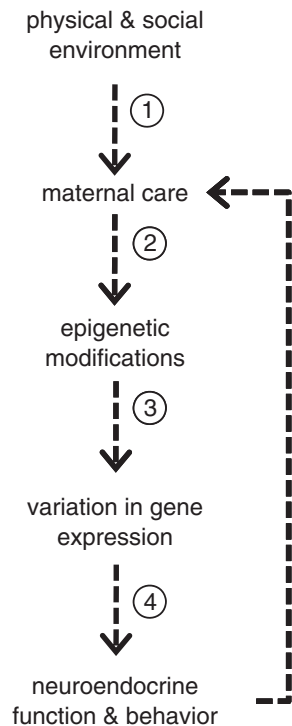 physical & social
environment
1
maternal care
2
epigenetic
modifications
3
variation in gene
expression
4
neuroendocrine
function & behavior